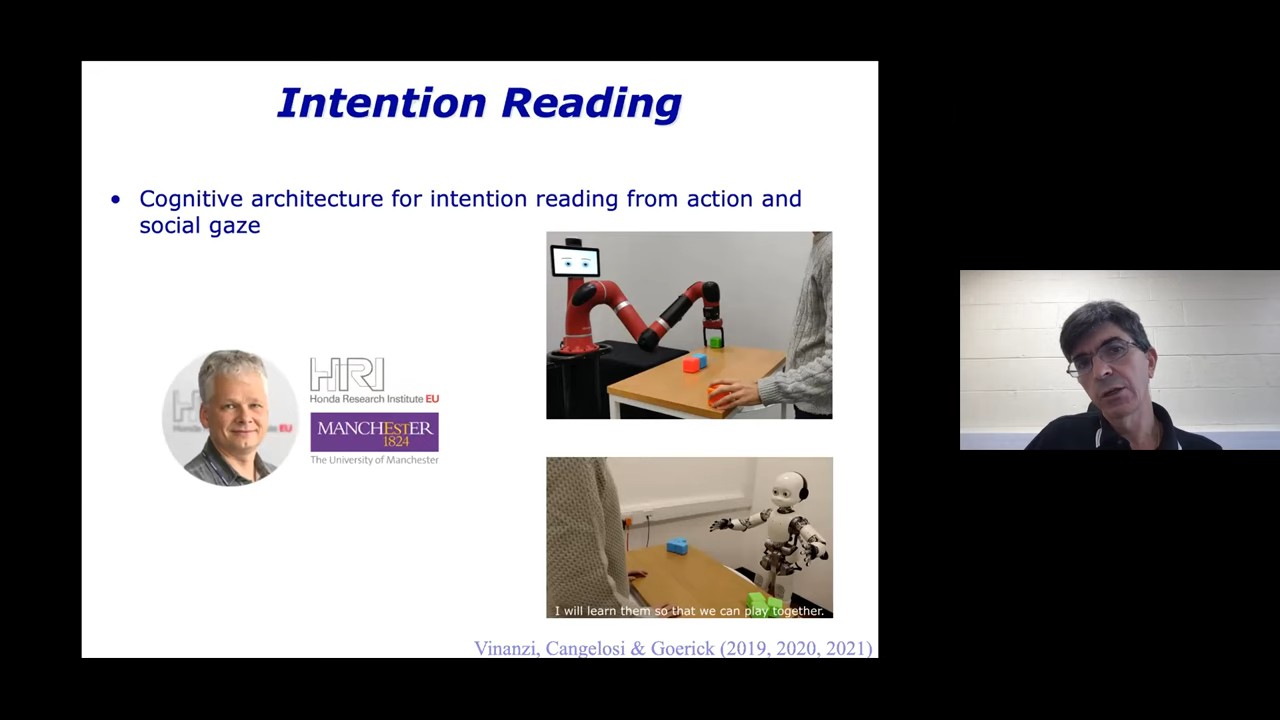 Intention Reading
• Cognitive architecture for intention reading from action and
social gaze
HRI
Honda Research Institute EU
MANCHESTER
1824
The University of Manchester
I will learn them so that we can play together.
Vinanzi, Cangelosi & Goerick (2019, 2020, 2021)